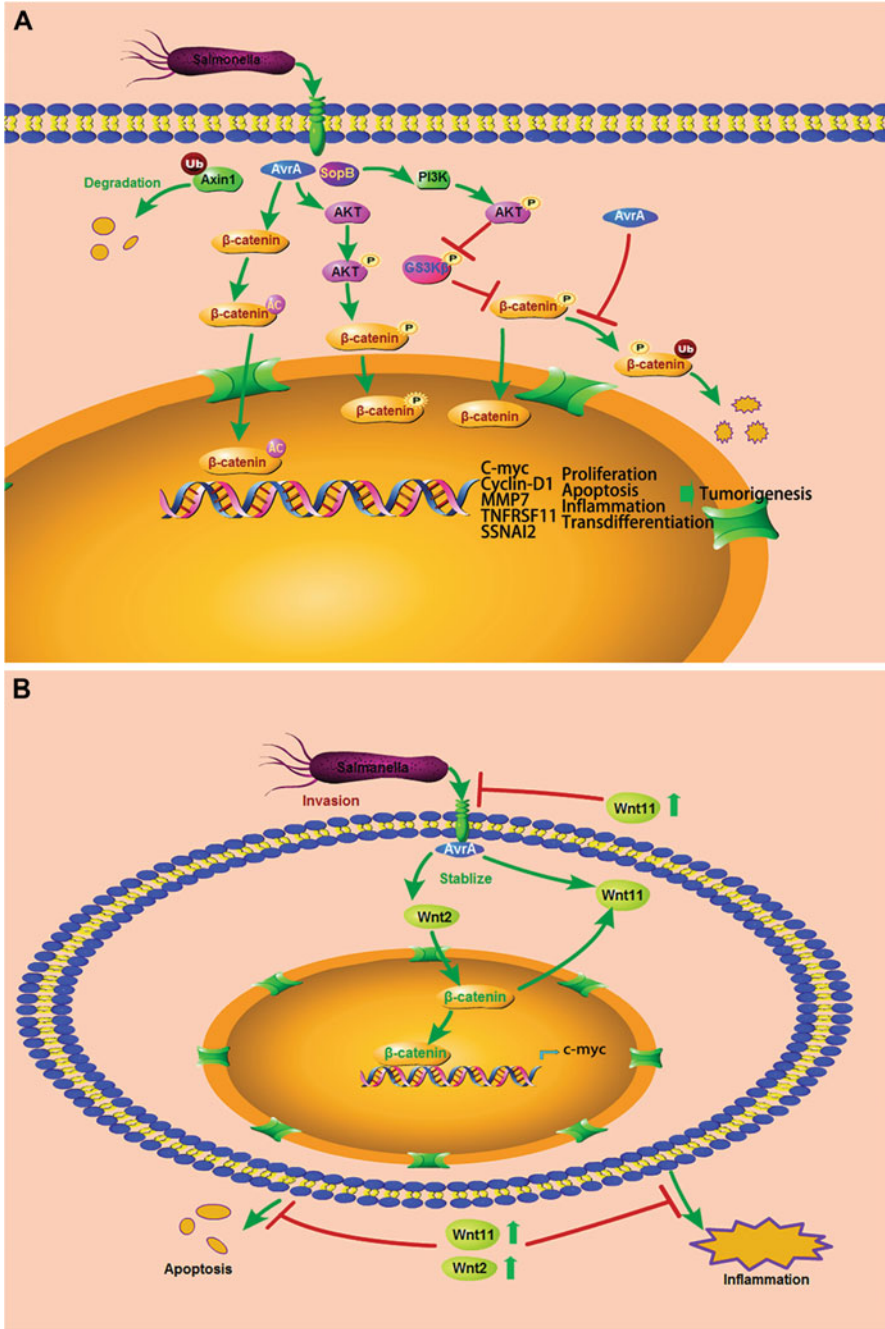 A
Salmonella
Ub
Axin1
Degradation
AvrA
SopB
PI3K
AKT
AKT
P
AvrA
β-catenin
AKT
P
GS3Kβ
P
β-catenin
P
β-catenin
AC
β-catenin
P
P
Ub
β-catenin
β-catenin
P
β-catenin
β-catenin
AC
C-myc
Cyclin-D1
MMP7
TNFRSF11
SSNAI2
Proliferation
Apoptosis
Inflammation
Transdifferentiation
Tumorigenesis
B
Salmanella
Invasion
Wnt11
AvrA
Stablize
Wnt11
Wnt2
β-catenin
β-catenin
c-myc
Apoptosis
Wnt11
Wnt2
Inflammation